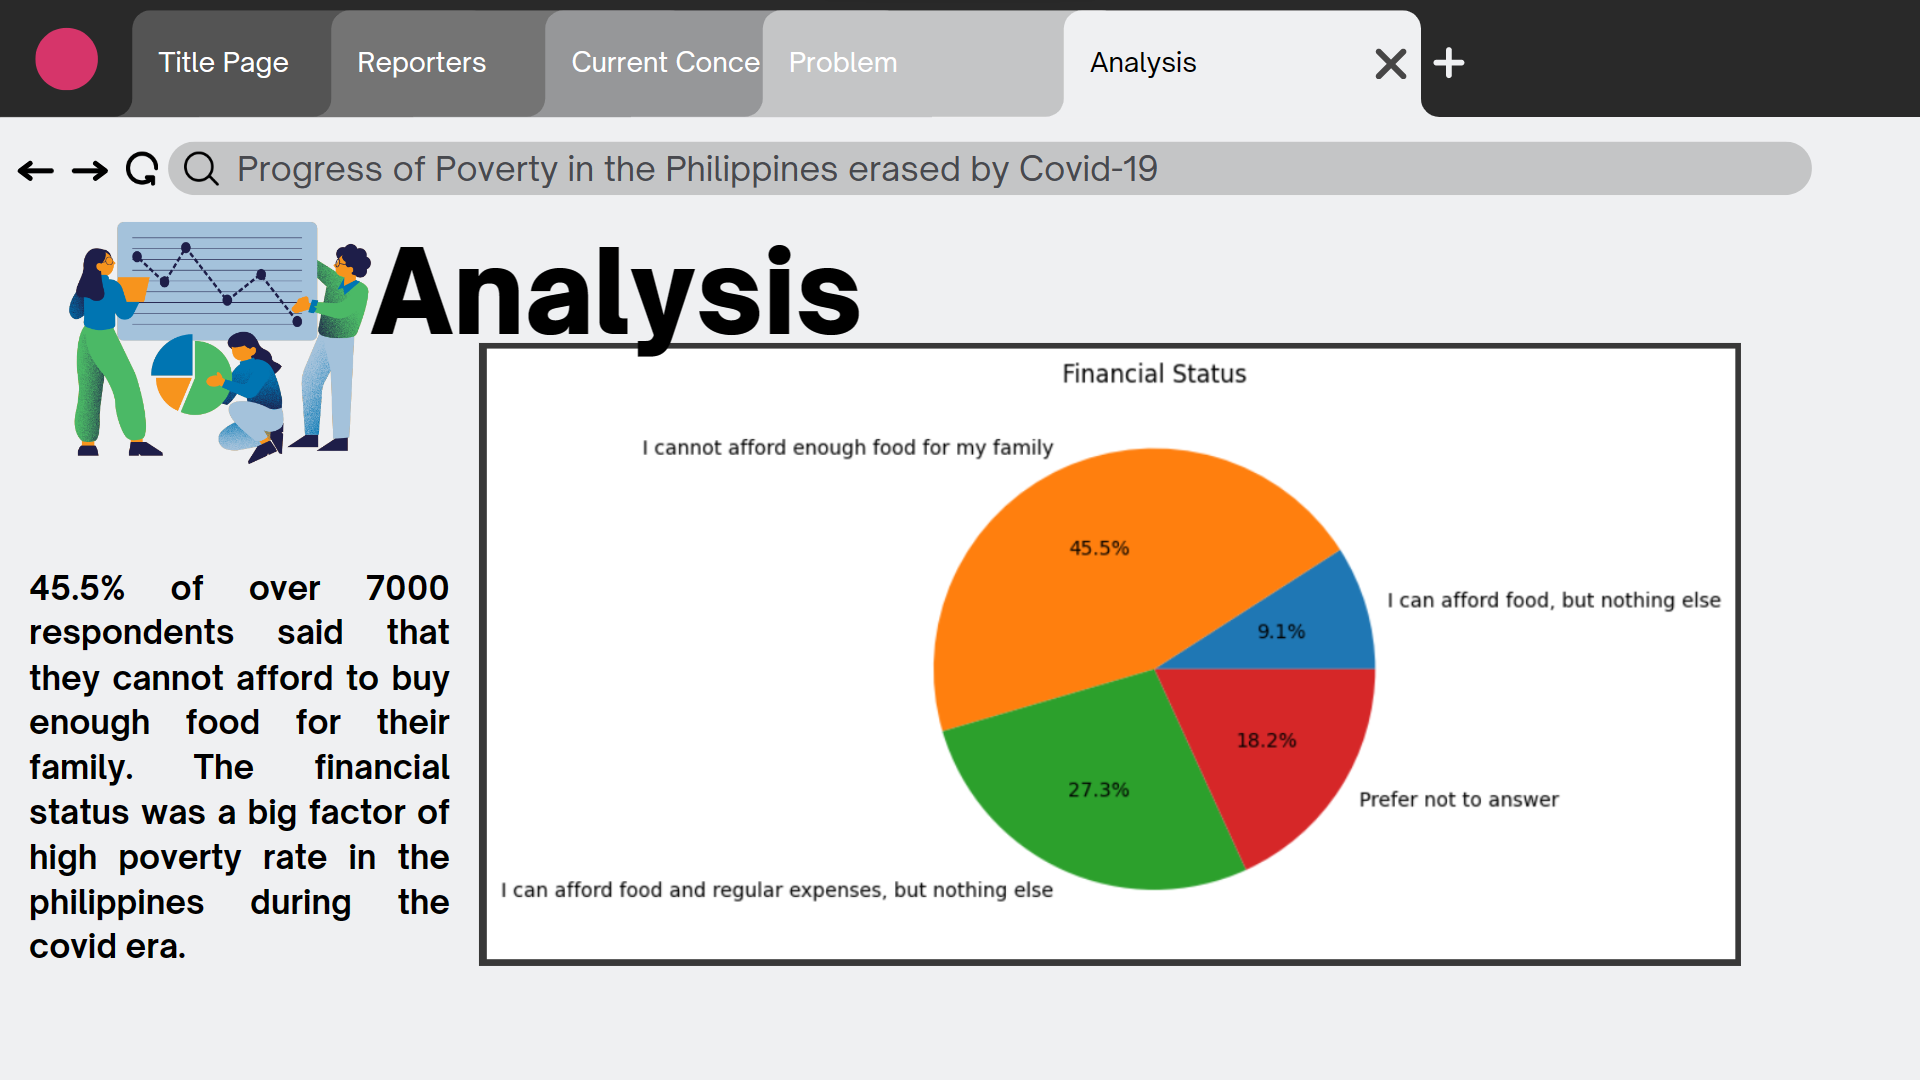 Title Page
Reporters
Current Conce
Problem
Analysis
Progress of Poverty in the Philippines erased by Covid-19
Analysis
45.5% of over 7000
respondents said that
they cannot afford to buy
enough food for their
family. The financial
status was a big factor of
high poverty rate in the
philippines during the
covid era.
Financial Status
I cannot afford enough food for my family
45.5%
I can afford food, but nothing else
9.1%
18.2%
27.3%
Prefer not to answer
I can afford food and regular expenses, but nothing else